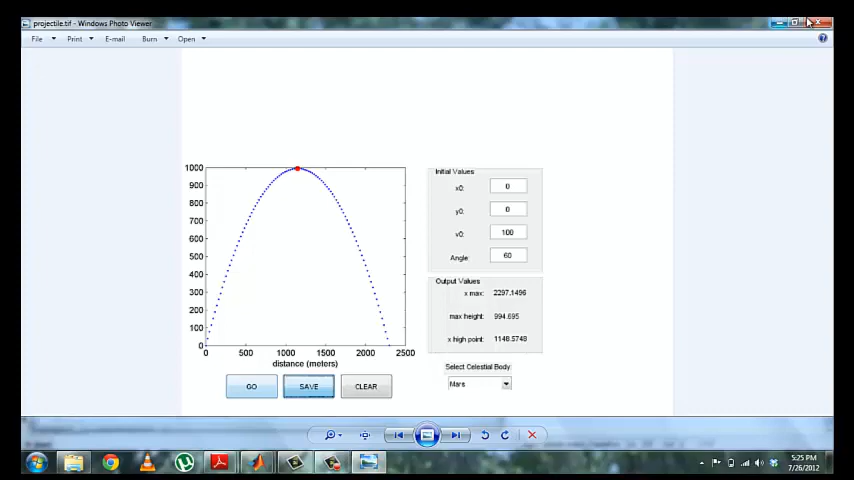 projectile.tif - Windows Photo Viewer
File Print E-mail Burn Open
1000
900
800
700
600
500
400
300
200
100
0
0 500 1000 1500 2000 2500
distance (meters)
GO SAVE CLEAR
Initial Values
x0: 0
y0: 0
v0: 100
Angle: 60
Output Values
x max: 2297.1496
max height: 994.695
x high point: 1148.5748
Select Celestial Body:
Mars
5:25 PM
7/26/2012